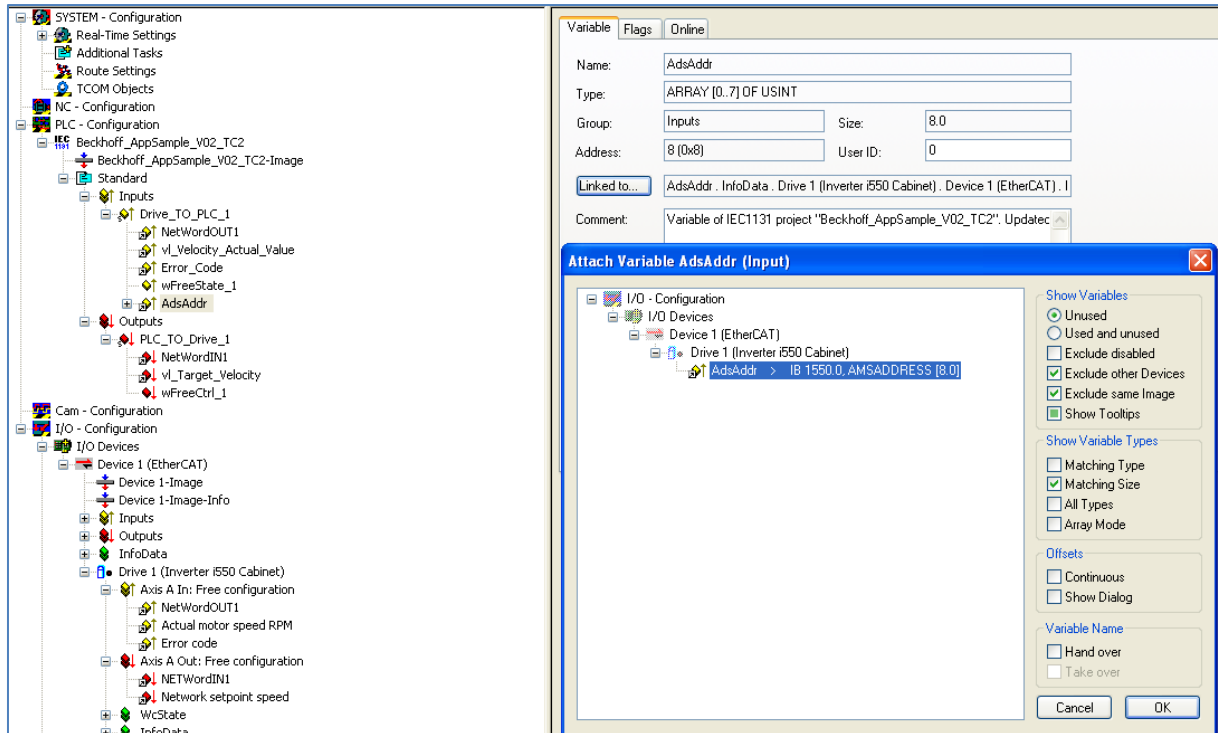 SYSTEM - Configuration
Real-Time Settings
Additional Tasks
Route Settings
TCOM Objects
NC - Configuration
PLC - Configuration
IEC
1131
Beckhoff_AppSample_V02_TC2
Beckhoff_AppSample_V02_TC2-Image
Standard
Inputs
Drive_TO_PLC_1
NetWordOUT1
vl_Velocity_Actual_Value
Error_Code
wFreeState_1
AdsAddr
Outputs
PLC_TO_Drive_1
NetWordIN1
vl_Target_Velocity
wFreeCtrl_1
Cam - Configuration
I/O - Configuration
I/O Devices
Device 1 (EtherCAT)
Device 1-Image
Device 1-Image-Info
Inputs
Outputs
InfoData
Drive 1 (Inverter i550 Cabinet)
Axis A In: Free configuration
NetWordOUT1
Actual motor speed RPM
Error code
Axis A Out: Free configuration
NETWordIN1
Network setpoint speed
WcState
InfoData
Variable Flags Online
Name: AdsAddr
Type: ARRAY [0..7] OF USINT
Group: Inputs Size: 8.0
Address: 8 (0x8) User ID: 0
Linked to... AdsAddr . InfoData . Drive 1 (Inverter i550 Cabinet) . Device 1 (EtherCAT) . I
Comment: Variable of IEC1131 project "Beckhoff_AppSample_V02_TC2". Updatec
Attach Variable AdsAddr (Input)
I/O - Configuration
I/O Devices
Device 1 (EtherCAT)
Drive 1 (Inverter i550 Cabinet)
AdsAddr > IB 1550.0, AMSADDRESS [8.0]
Show Variables
Unused
Used and unused
Exclude disabled
Exclude other Devices
Exclude same Image
Show Tooltips
Show Variable Types
Matching Type
Matching Size
All Types
Array Mode
Offsets
Continuous
Show Dialog
Variable Name
Hand over
Take over
Cancel OK